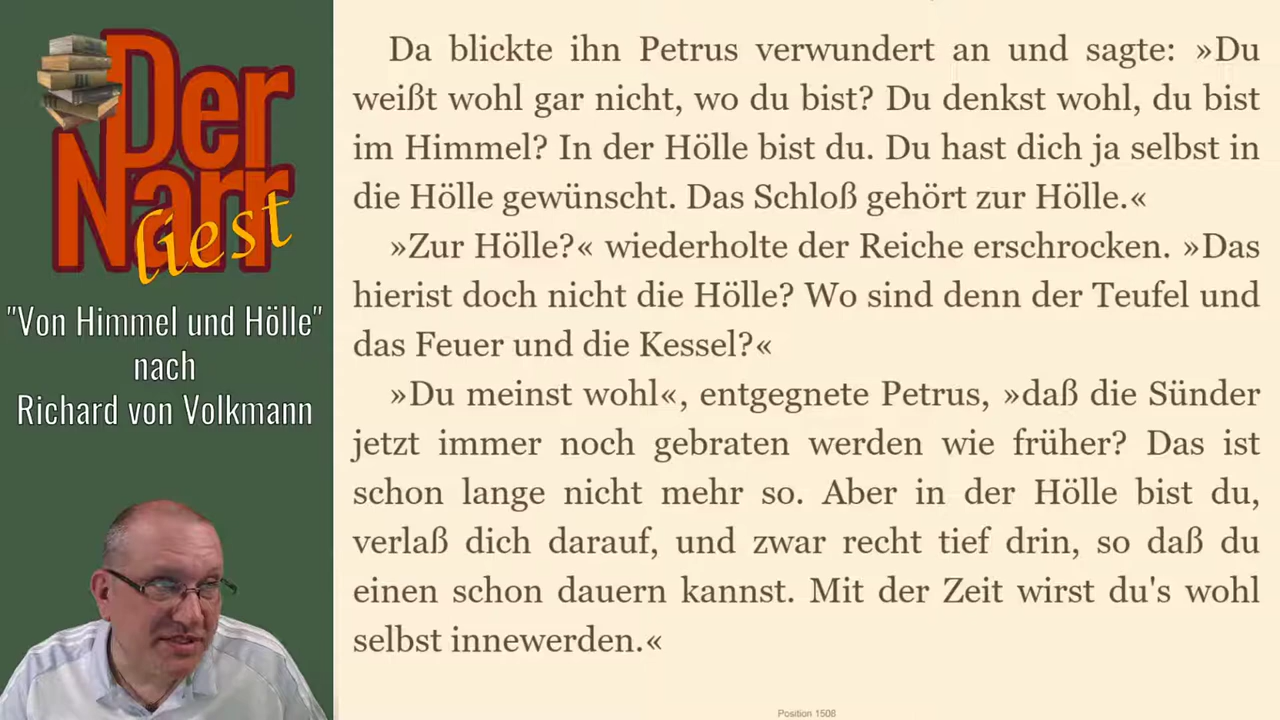 Der
Narr
liest
"Von Himmel und Hölle"
nach
Richard von Volkmann
Da blickte ihn Petrus verwundert an und sagte: »Du
weißt wohl gar nicht, wo du bist? Du denkst wohl, du bist
im Himmel? In der Hölle bist du. Du hast dich ja selbst in
die Hölle gewünscht. Das Schloß gehört zur Hölle.«
»Zur Hölle?« wiederholte der Reiche erschrocken. »Das
hierist doch nicht die Hölle? Wo sind denn der Teufel und
das Feuer und die Kessel?«
»Du meinst wohl«, entgegnete Petrus, »daß die Sünder
jetzt immer noch gebraten werden wie früher? Das ist
schon lange nicht mehr so. Aber in der Hölle bist du,
verlaß dich darauf, und zwar recht tief drin, so daß du
einen schon dauern kannst. Mit der Zeit wirst du's wohl
selbst innewerden.«
Position 1508